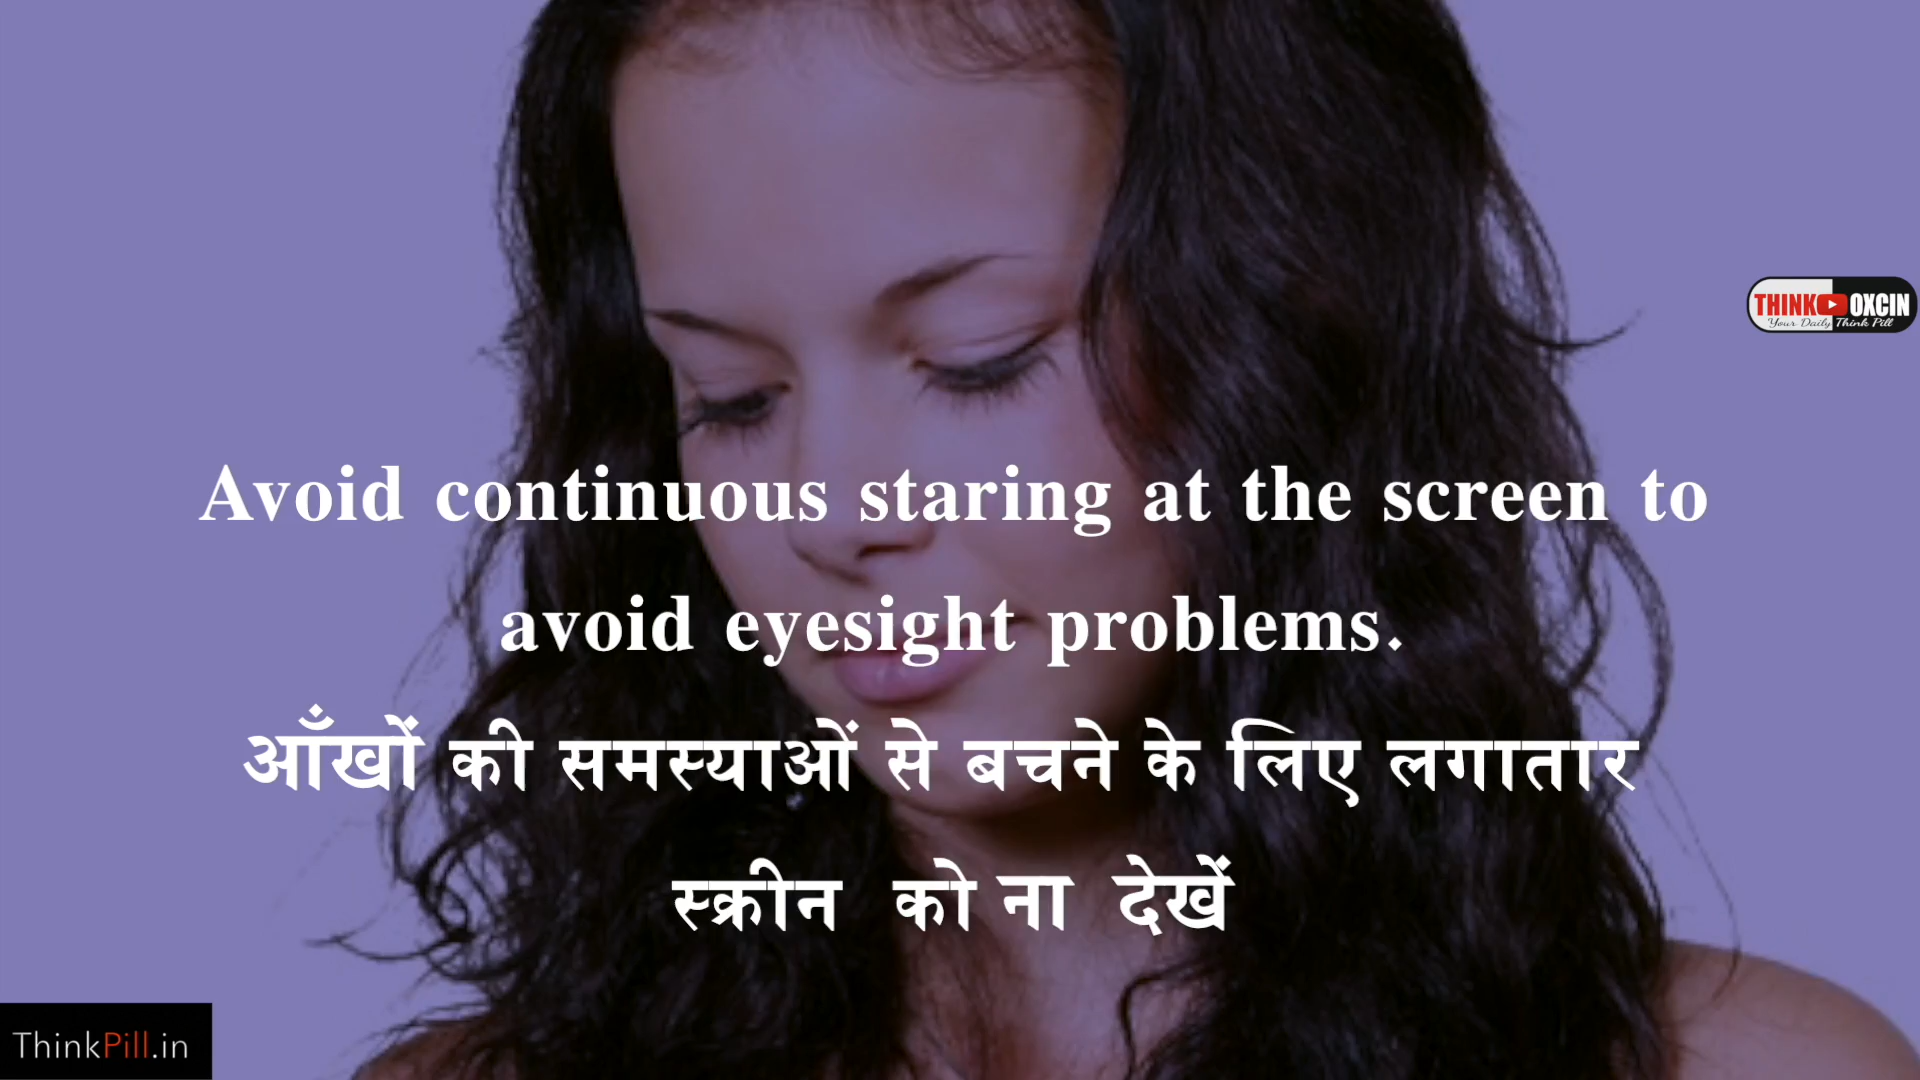 THINK OXCIN
Your Daily Think Pill
Avoid continuous staring at the screen to
avoid eyesight problems.
आँखों की समस्याओं से बचने के लिए लगातार
स्क्रीन को ना देखें
ThinkPill.in